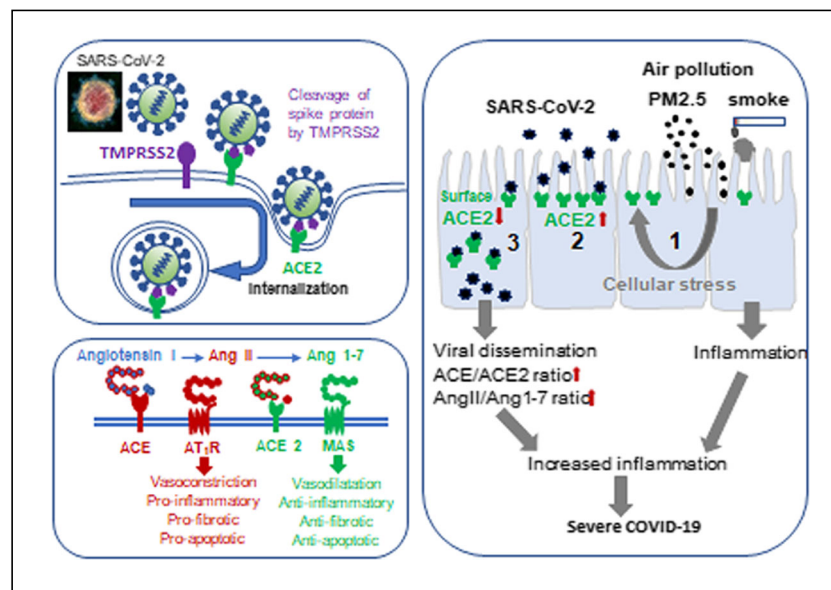 SARS-CoV-2
Cleavage of
spike protein
by TMPRSS2
TMPRSS2
ACE2
Internalization
Angiotensin I Ang II Ang 1-7
ACE AT₁R ACE 2 MAS
Vasoconstriction
Pro-inflammatory
Pro-fibrotic
Pro-apoptotic
Vasodilatation
Anti-inflammatory
Anti-fibrotic
Anti-apoptotic
Air pollution
SARS-CoV-2 PM2.5 smoke
Surface
ACE2 ACE2
3 2 1
Cellular stress
Viral dissemination
ACE/ACE2 ratio
AngII/Ang1-7 ratio
Inflammation
Increased inflammation
Severe COVID-19